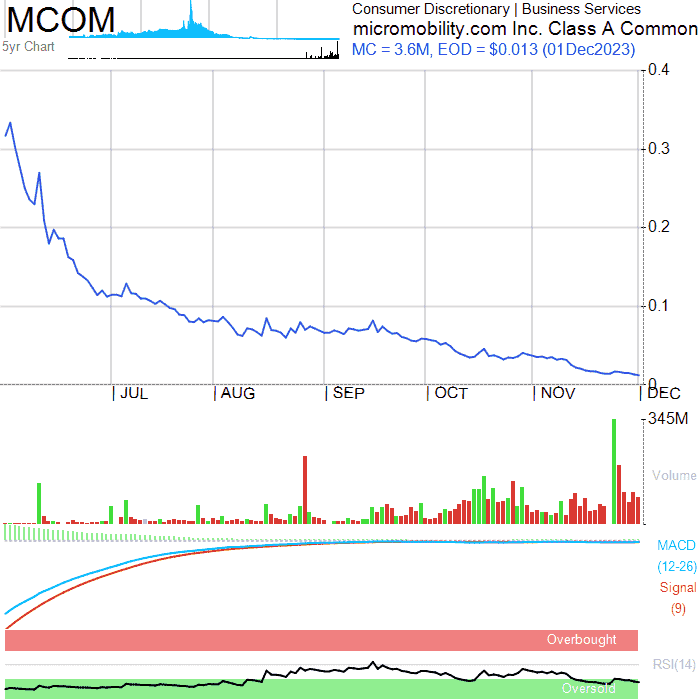 MCOM
5yr Chart
Consumer Discretionary | Business Services
micromobility.com Inc. Class A Common
MC = 3.6M, EOD = $0.013 (01Dec2023)
0.4
0.3
0.2
0.1
0
JUL
AUG
SEP
OCT
NOV
DEC
345M
Volume
MACD
(12-26)
Signal
(9)
Overbought
RSI(14)
Oversold